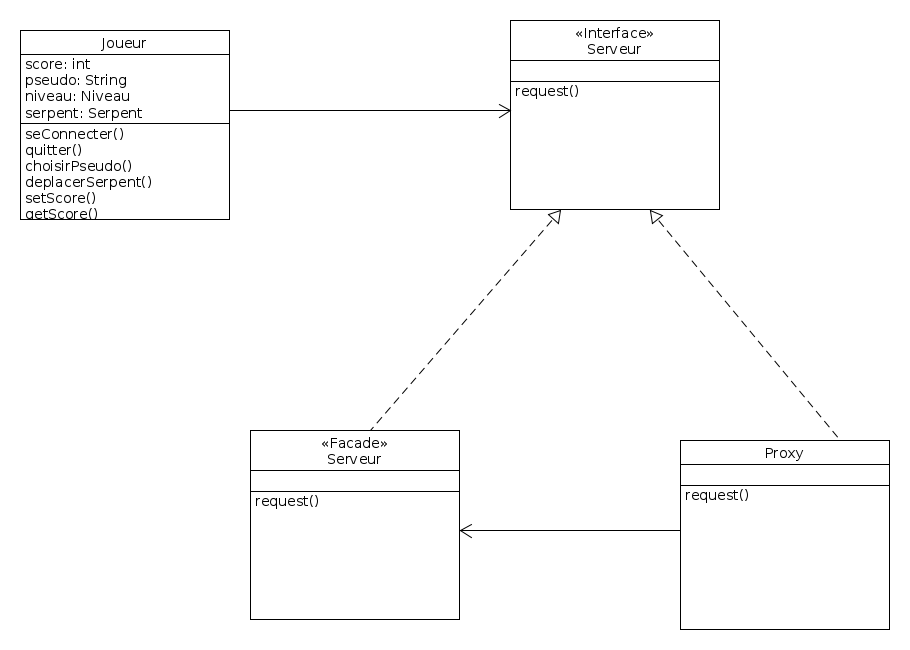 Joueur
score: int
pseudo: String
niveau: Niveau
serpent: Serpent
seConnecter()
quitter()
choisirPseudo()
deplacerSerpent()
setScore()
getScore()
«Interface»
Serveur
request()
«Facade»
Serveur
request()
Proxy
request()